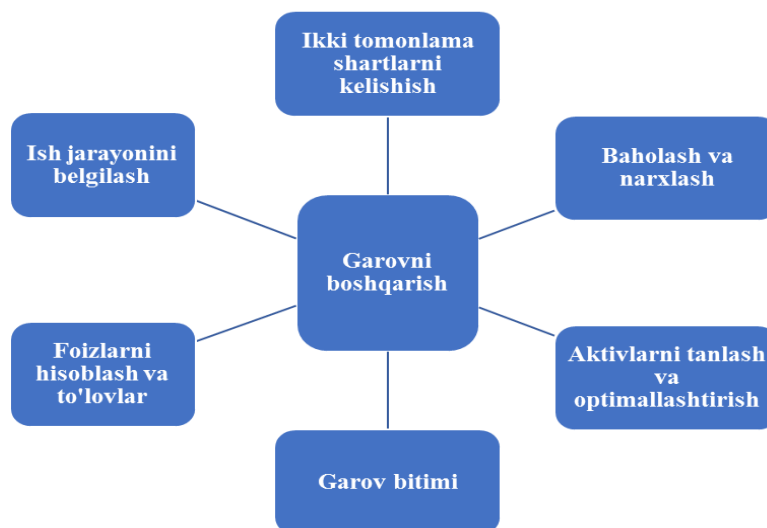 Ikki tomonlama
shartlarni
kelishish
Ish jarayonini
belgilash
Baholash va
narxlash
Garovni
boshqarish
Foizlarni
hisoblash va
to'lovlar
Aktivlarni tanlash
va
optimallashtirish
Garov bitimi